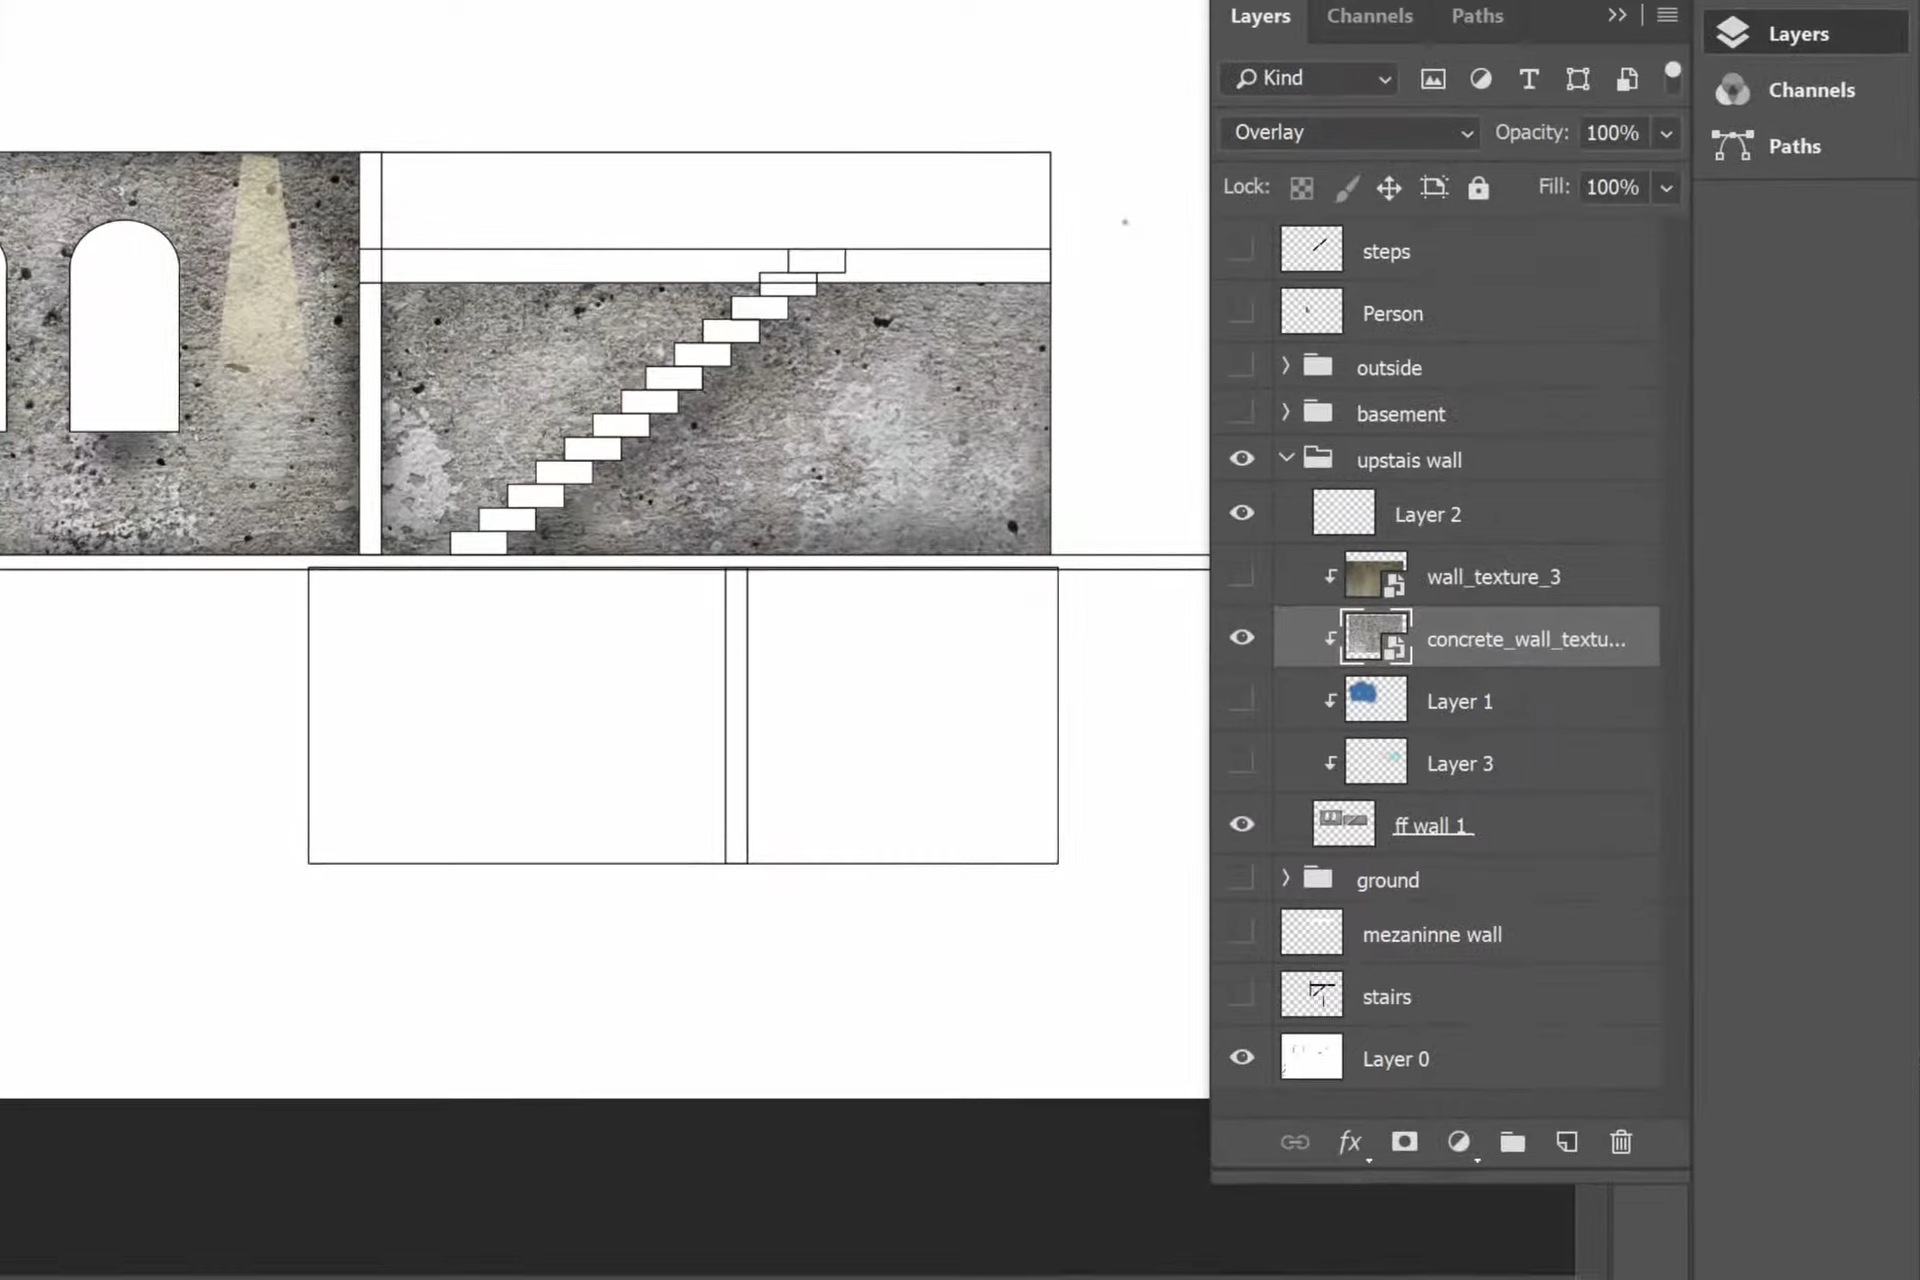 Layers Channels Paths
Kind
Overlay Opacity: 100%
Lock: Fill: 100%
steps
Person
outside
basement
upstais wall
Layer 2
wall_texture_3
concrete_wall_textu...
Layer 1
Layer 3
ff wall 1
ground
mezaninne wall
stairs
Layer 0
fx
Layers
Channels
Paths